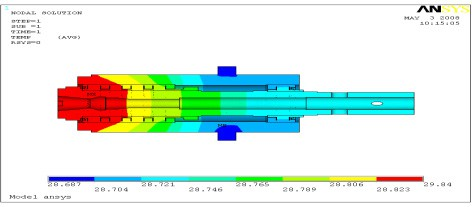 NODAL SOLUTION
STEP=1
SUB =1
TIME=1
TEMP (AVG)
RSYS=0
ANSYS
MAY 3 2008
10:15:05
MX
28.687 28.704 28.721 28.746 28.765 28.789 28.806 28.823 29.84
Model ansys